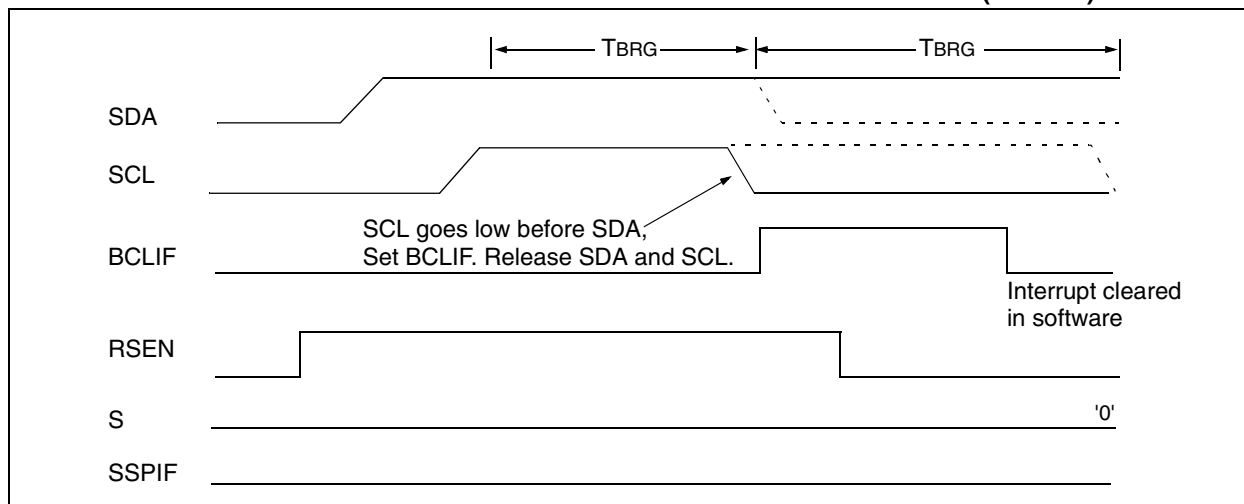 TBRG
TBRG
SDA
SCL
SCL goes low before SDA,
Set BCLIF. Release SDA and SCL.
BCLIF
Interrupt cleared
in software
RSEN
S
'0'
SSPIF